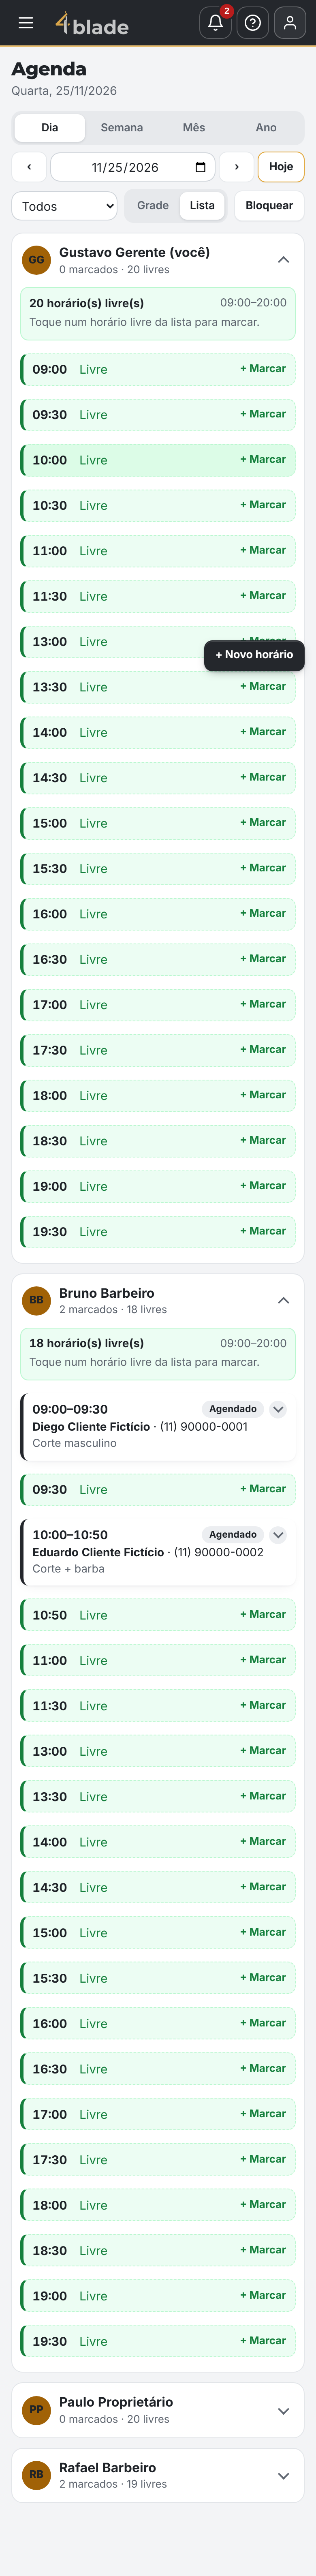 4blade
2
Agenda
Quarta, 25/11/2026
Dia Semana Mês Ano
‹ 11/25/2026 › Hoje
Todos Grade Lista Bloquear
GG Gustavo Gerente (você)
0 marcados · 20 livres
20 horário(s) livre(s) 09:00–20:00
Toque num horário livre da lista para marcar.
09:00 Livre + Marcar
09:30 Livre + Marcar
10:00 Livre + Marcar
10:30 Livre + Marcar
11:00 Livre + Marcar
11:30 Livre + Marcar
13:00 Livre
+ Novo horário
13:30 Livre + Marcar
14:00 Livre + Marcar
14:30 Livre + Marcar
15:00 Livre + Marcar
15:30 Livre + Marcar
16:00 Livre + Marcar
16:30 Livre + Marcar
17:00 Livre + Marcar
17:30 Livre + Marcar
18:00 Livre + Marcar
18:30 Livre + Marcar
19:00 Livre + Marcar
19:30 Livre + Marcar
BB Bruno Barbeiro
2 marcados · 18 livres
18 horário(s) livre(s) 09:00–20:00
Toque num horário livre da lista para marcar.
09:00–09:30 Agendado
Diego Cliente Fictício · (11) 90000-0001
Corte masculino
09:30 Livre + Marcar
10:00–10:50 Agendado
Eduardo Cliente Fictício · (11) 90000-0002
Corte + barba
10:50 Livre + Marcar
11:00 Livre + Marcar
11:30 Livre + Marcar
13:00 Livre + Marcar
13:30 Livre + Marcar
14:00 Livre + Marcar
14:30 Livre + Marcar
15:00 Livre + Marcar
15:30 Livre + Marcar
16:00 Livre + Marcar
16:30 Livre + Marcar
17:00 Livre + Marcar
17:30 Livre + Marcar
18:00 Livre + Marcar
18:30 Livre + Marcar
19:00 Livre + Marcar
19:30 Livre + Marcar
PP Paulo Proprietário
0 marcados · 20 livres
RB Rafael Barbeiro
2 marcados · 19 livres